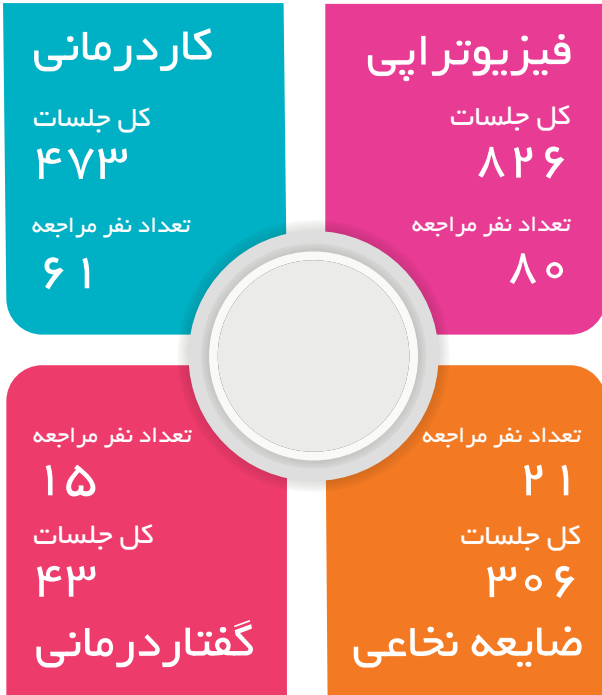 فیزیوتراپی
کل جلسات
۸۲۶
تعداد نفر مراجعه
۸۰
کاردرمانی
کل جلسات
۴۷۳
تعداد نفر مراجعه
۶۱
تعداد نفر مراجعه
۲۱
کل جلسات
۳۰۶
ضایعه نخاعی
تعداد نفر مراجعه
۱۵
کل جلسات
۴۳
گفتاردرمانی